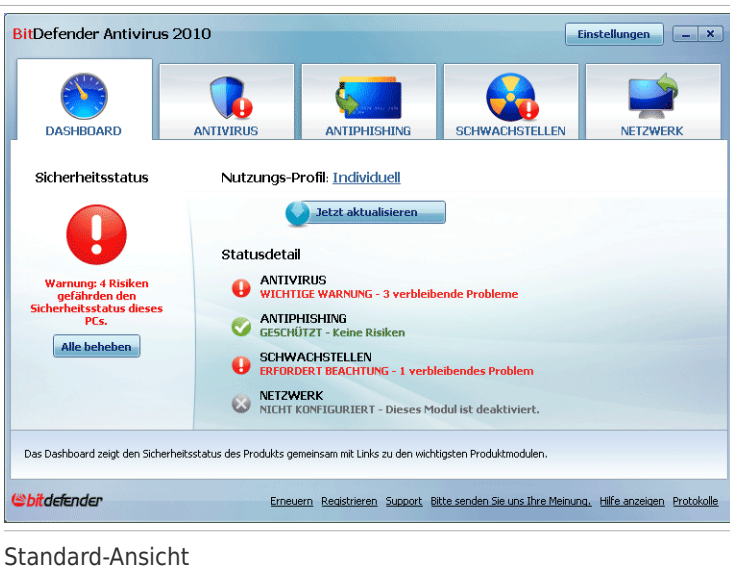 BitDefender Antivirus 2010
Einstellungen
DASHBOARD
ANTIVIRUS
ANTIPHISHING
SCHWACHSTELLEN
NETZWERK
Sicherheitsstatus
Warnung: 4 Risiken
gefährden den
Sicherheitsstatus dieses
PCs.
Alle beheben
Nutzungs-Profil: Individuell
Jetzt aktualisieren
Statusdetail
ANTIVIRUS
WICHTIGE WARNUNG - 3 verbleibende Probleme
ANTIPHISHING
GESCHÜTZT - Keine Risiken
SCHWACHSTELLEN
ERFORDERT BEACHTUNG - 1 verbleibendes Problem
NETZWERK
NICHT KONFIGURIERT - Dieses Modul ist deaktiviert.
Das Dashboard zeigt den Sicherheitsstatus des Produkts gemeinsam mit Links zu den wichtigsten Produktmodulen.
bitdefender
Erneuern Registrieren Support Bitte senden Sie uns Ihre Meinung. Hilfe anzeigen Protokolle
Standard-Ansicht